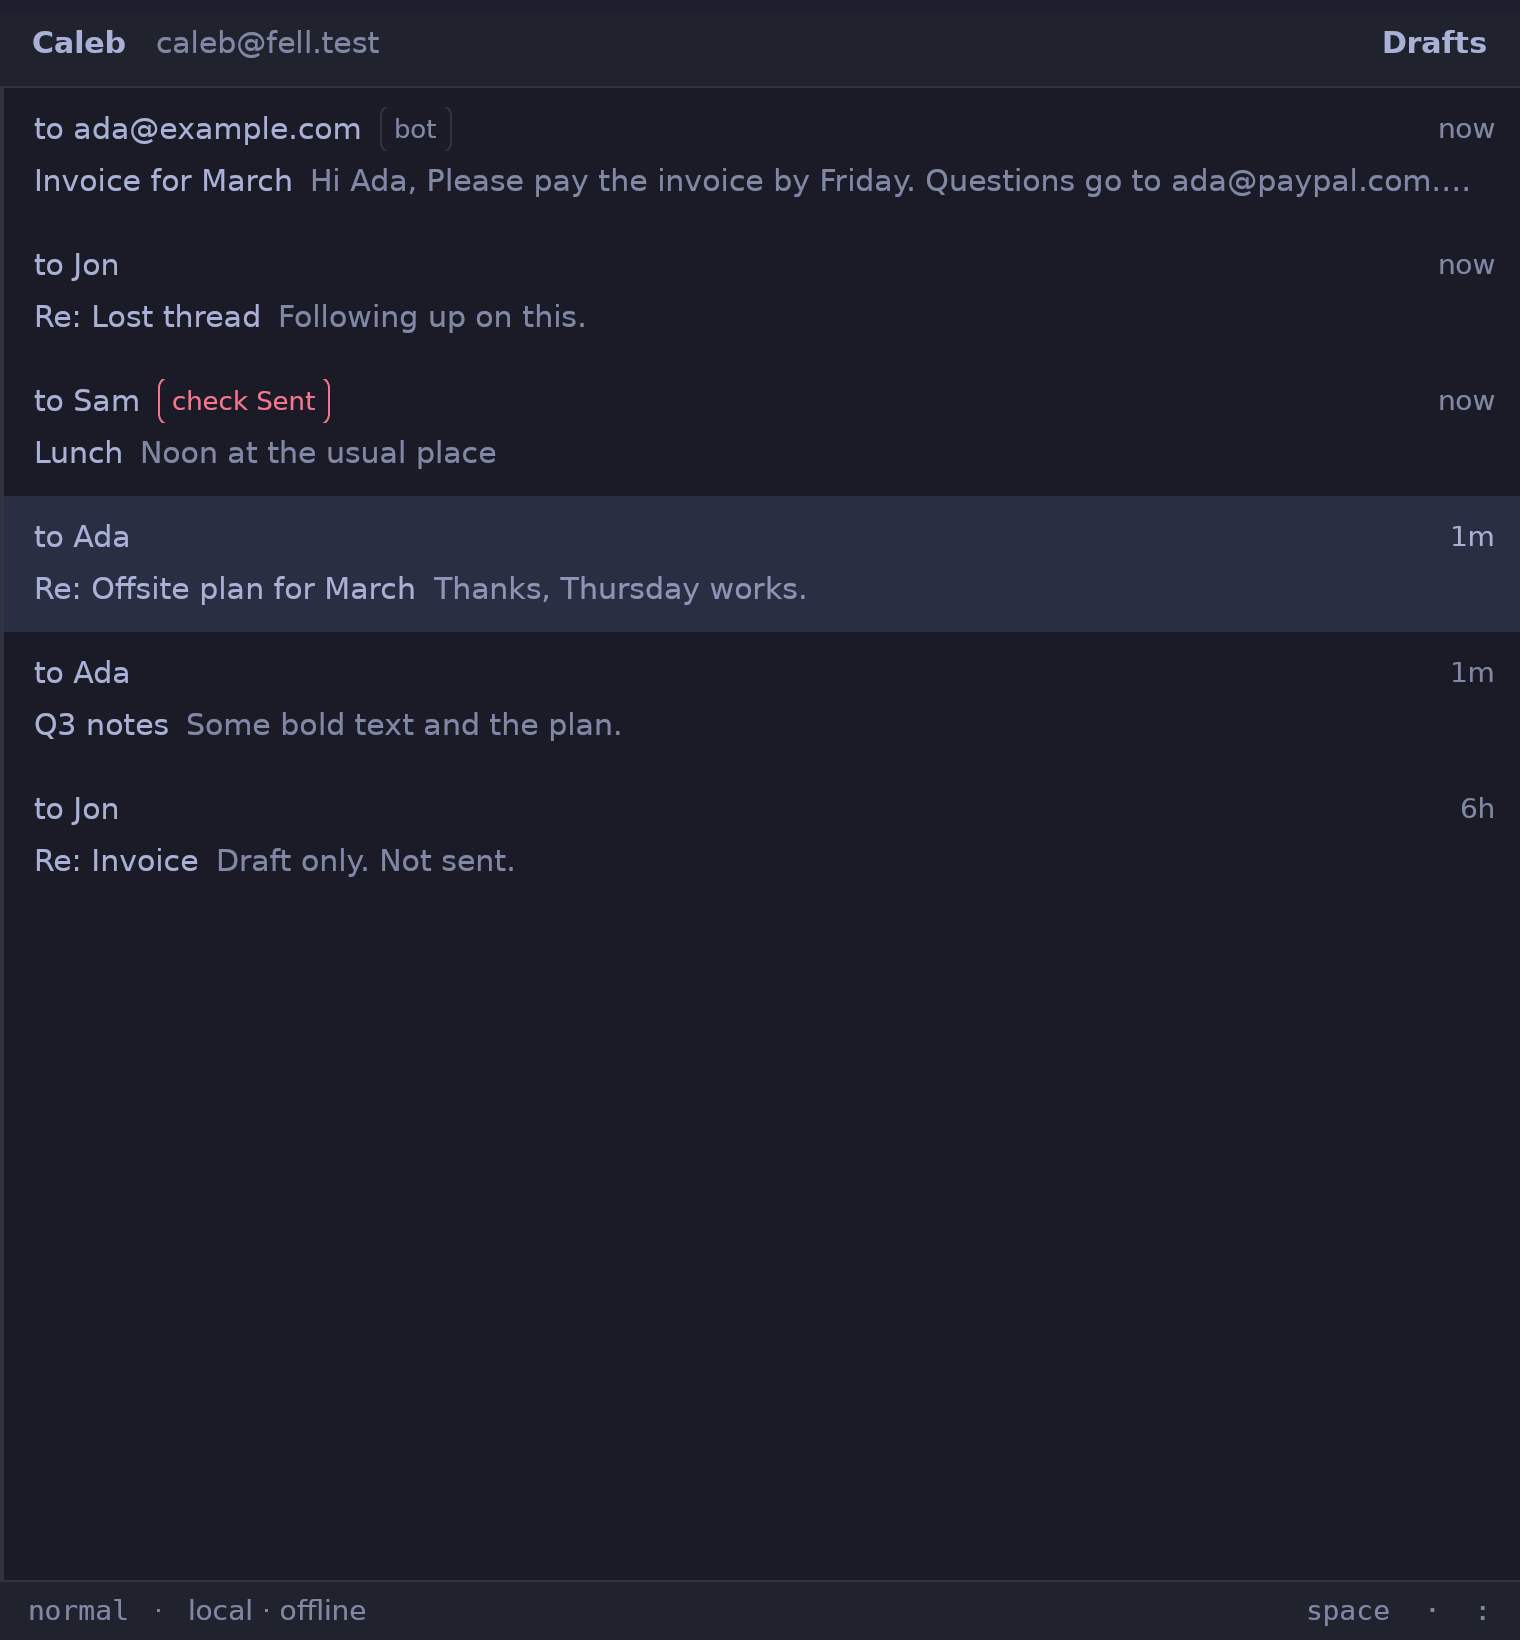 Caleb caleb@fell.test Drafts
to ada@example.com bot now
Invoice for March Hi Ada, Please pay the invoice by Friday. Questions go to ada@paypal.com....
to Jon now
Re: Lost thread Following up on this.
to Sam check Sent now
Lunch Noon at the usual place
to Ada 1m
Re: Offsite plan for March Thanks, Thursday works.
to Ada 1m
Q3 notes Some bold text and the plan.
to Jon 6h
Re: Invoice Draft only. Not sent.
normal · local · offline space · :